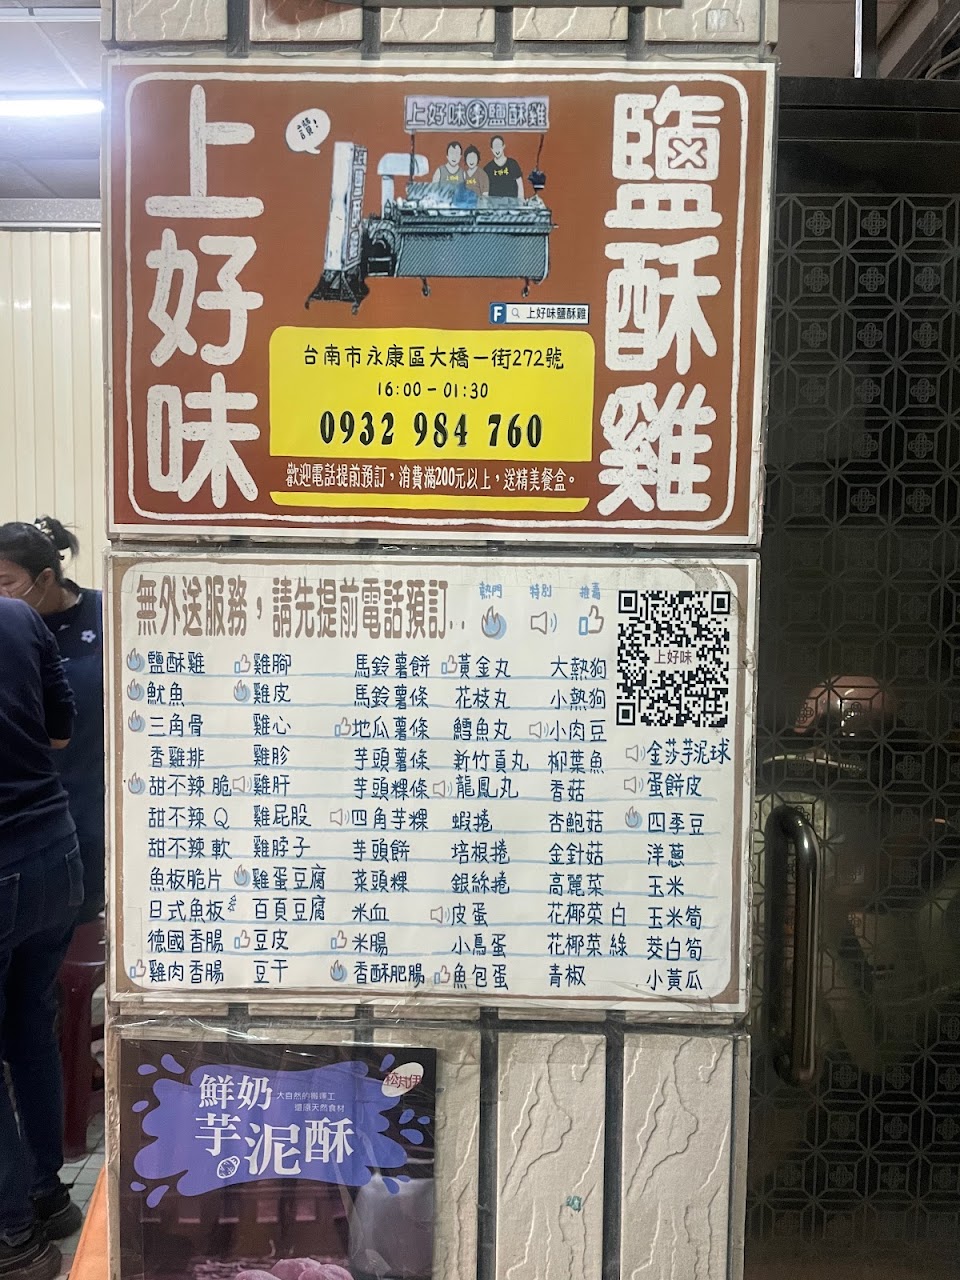 上好味
鹽酥雞
讚!
上好味李鹽酥雞
F 上好味鹽酥雞
台南市永康區大橋一街272號
16:00-01:30
0932 984 760
歡迎電話提前預訂，消費滿200元以上，送精美餐盒。
無外送服務，請先提前電話預訂..
熱門 特別 推薦
上好味
鹽酥雞 雞腳 馬鈴薯餅 黃金丸 大熱狗
魷魚 雞皮 馬鈴薯條 花枝丸 小熱狗
三角骨 雞心 地瓜薯條 鱈魚丸 小肉豆
香雞排 雞胗 芋頭薯條 新竹貢丸 柳葉魚 金莎芋泥球
甜不辣 脆 雞肝 芋頭粿條 龍鳳丸 香菇 蛋餅皮
甜不辣 Q 雞屁股 四角芋粿 蝦捲 杏鮑菇 四季豆
甜不辣 軟 雞脖子 芋頭餅 培根捲 金針菇 洋蔥
魚板脆片 雞蛋豆腐 菜頭粿 銀絲捲 高麗菜 玉米
日式魚板 百頁豆腐 米血 皮蛋 花椰菜 白 玉米筍
德國香腸 豆皮 米腸 小鳥蛋 花椰菜 綠 茭白筍
雞肉香腸 豆干 香酥肥腸 魚包蛋 青椒 小黃瓜
鮮奶
芋泥酥